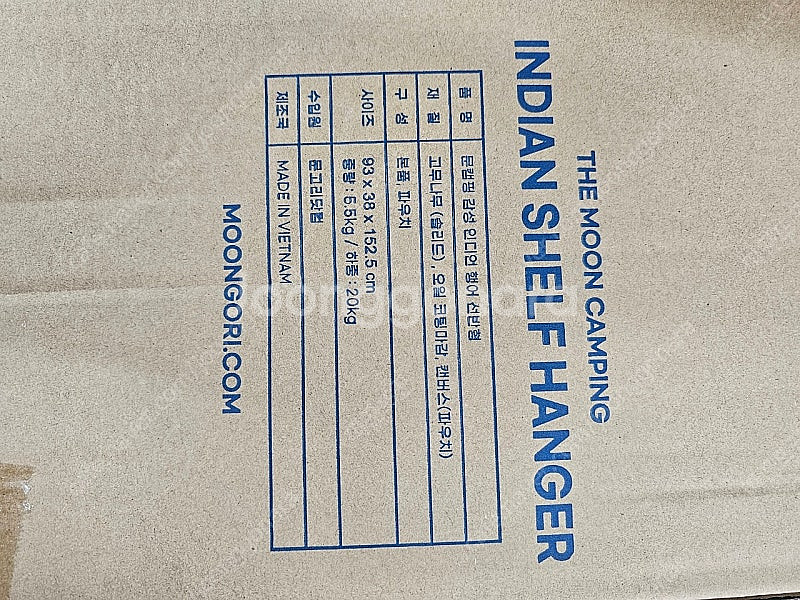 THE MOON CAMPING
INDIAN SHELF HANGER
품 명 문캠핑 감성 인디언 행어 선반형
재 질 고무나무 (솔리드), 오일 코팅마감, 캔버스(파우치)
구 성 본품, 파우치
사이즈 93 x 38 x 152.5 cm
중량 : 5.5kg / 하중 : 20kg
수입원 문고리닷컴
제조국 MADE IN VIETNAM
MOONGORI.COM